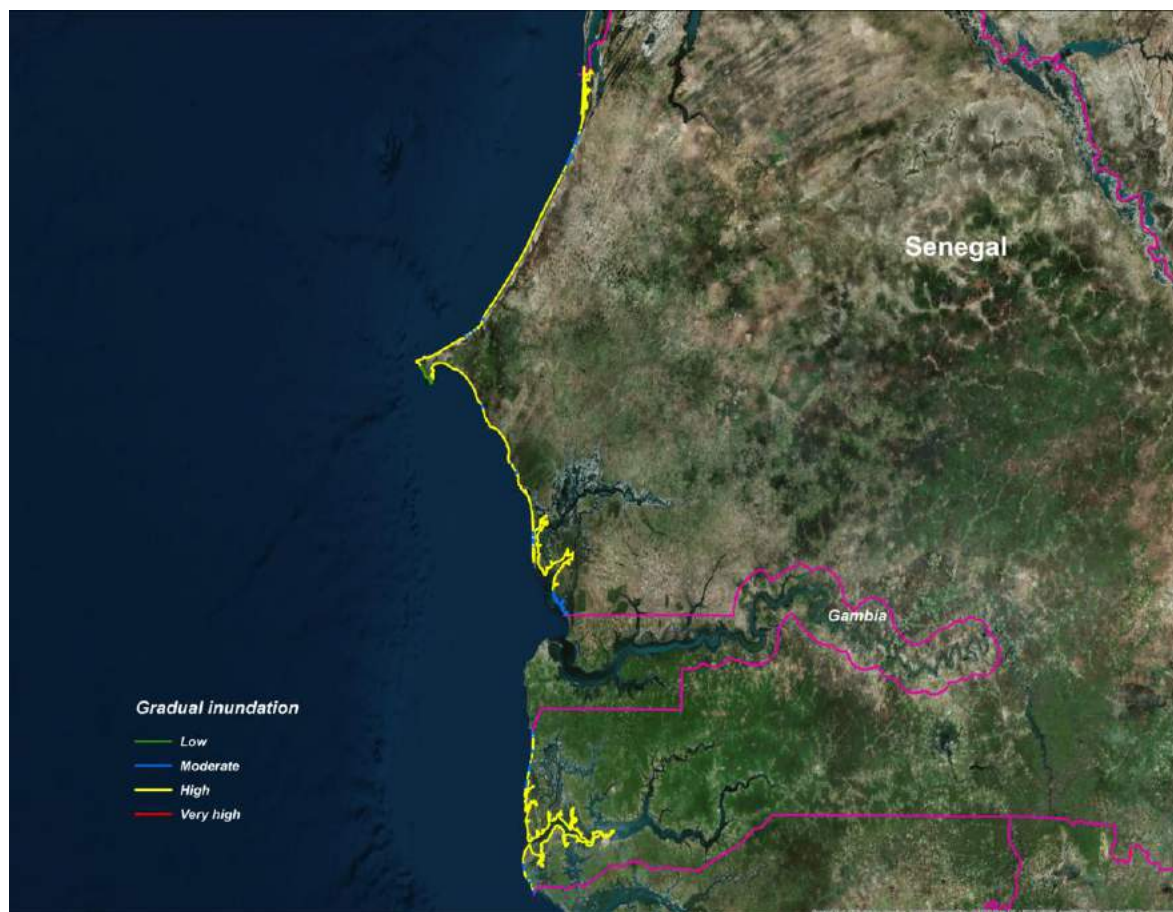 Senegal
Gambia
Gradual inundation
Low
Moderate
High
Very high